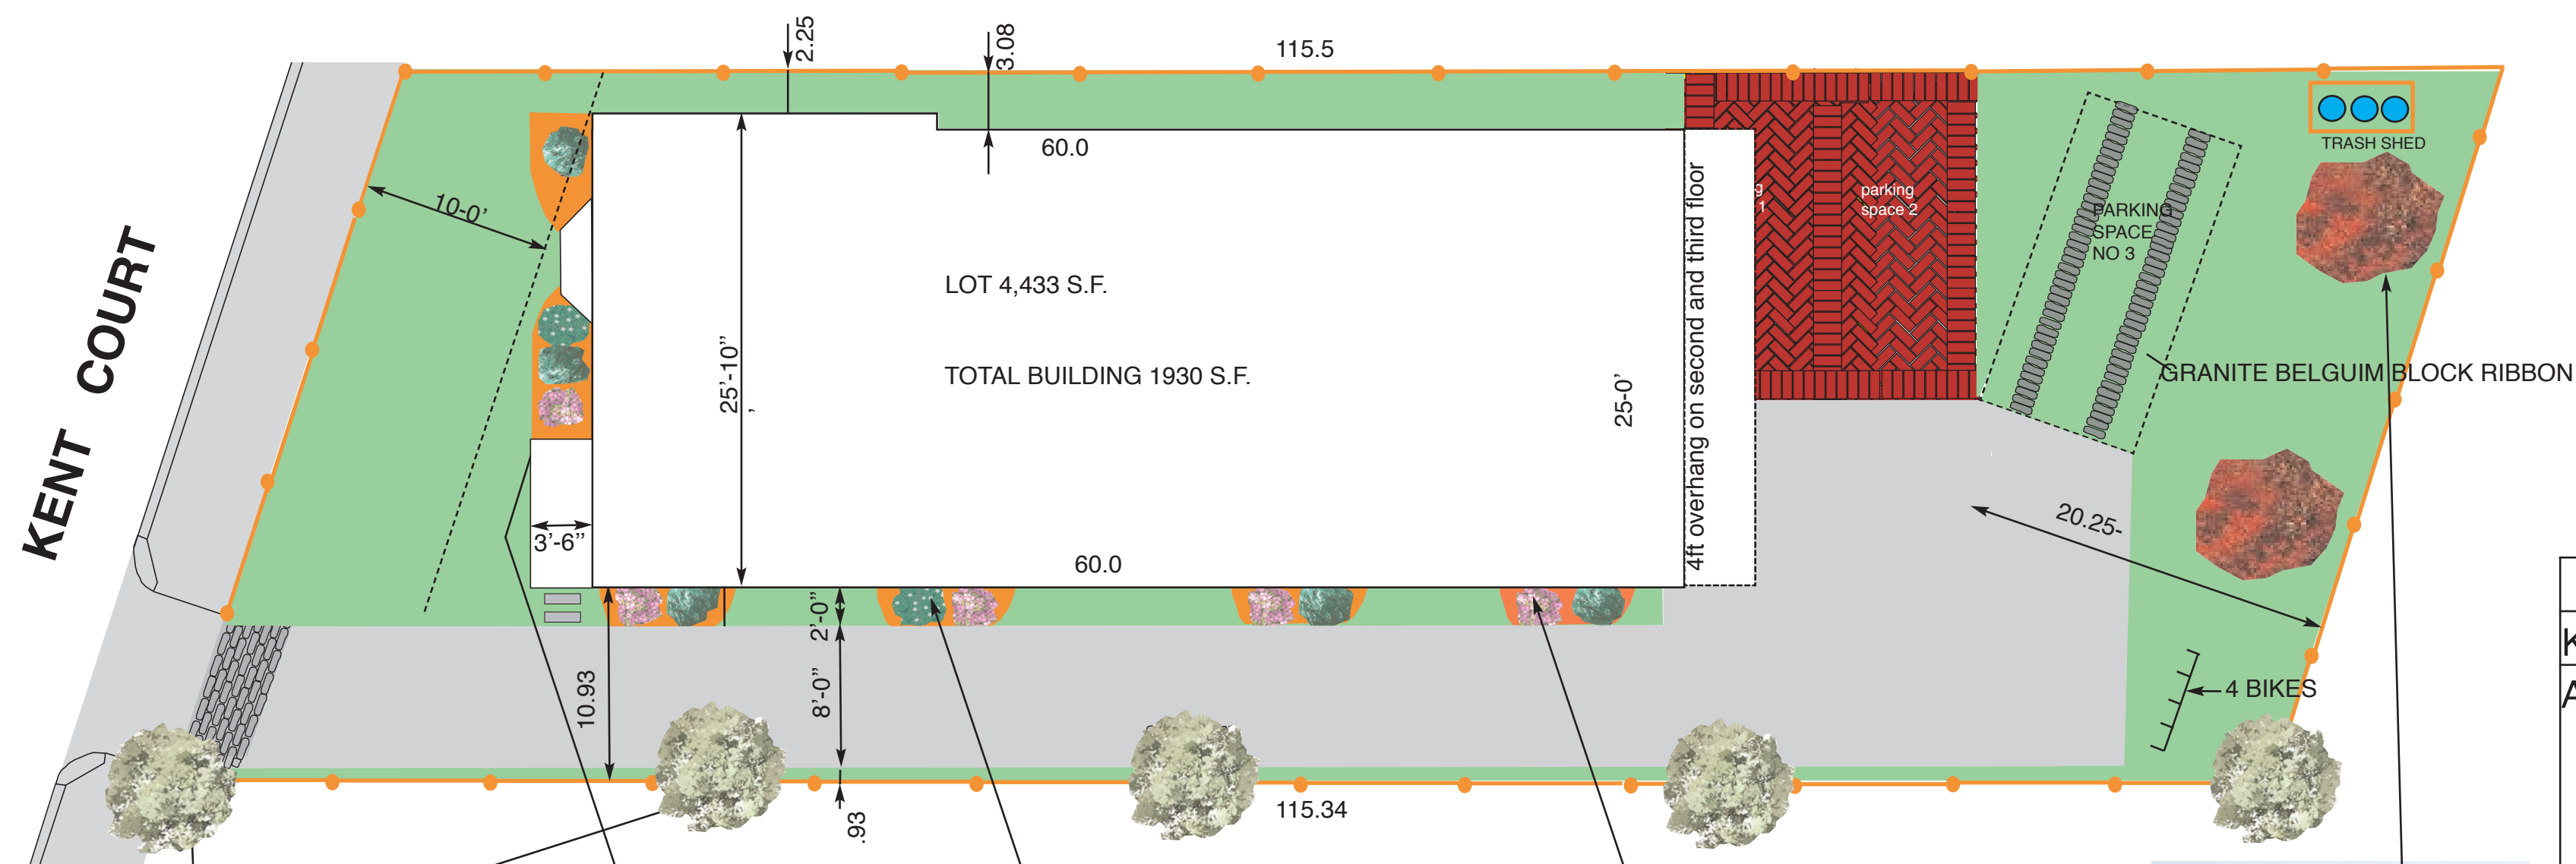 2.25
3.08
115.5
60.0
TRASH SHED
10-0’
KENT COURT
LOT 4,433 S.F.
TOTAL BUILDING 1930 S.F.
25’-10”
25-0’
4ft overhang on second and third floor
g
1
parking
space 2
PARKING
SPACE
NO 3
GRANITE BELGUIM BLOCK RIBBON
3’-6”
60.0
20.25-
2’-0”
8’-0”
10.93
.93
4 BIKES
115.34
K
A